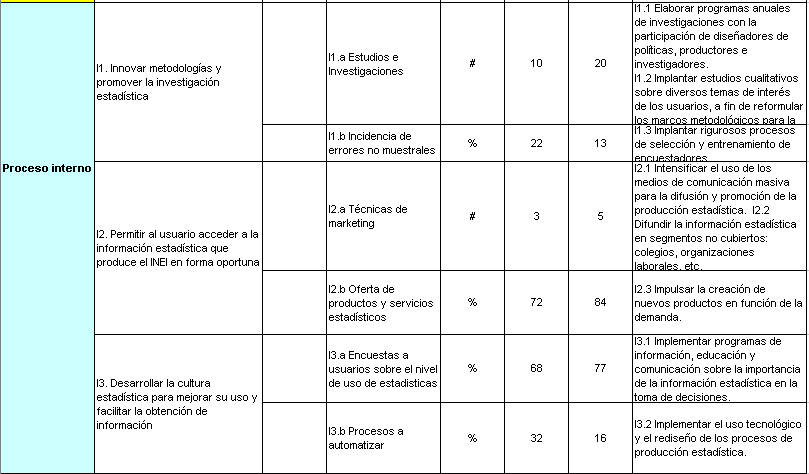 Proceso interno
I1. Innovar metodologías y
promover la investigación
estadística
I1.a Estudios e
Investigaciones
#
10
20
I1.1 Elaborar programas anuales
de investigaciones con la
participación de diseñadores de
políticas, productores e
investigadores.
I1.2 Implantar estudios cualitativos
sobre diversos temas de interés
de los usuarios, a fin de reformular
los marcos metodológicos para la
I1.b Incidencia de
errores no muestrales
%
22
13
I1.3 Implantar rigurosos procesos
de selección y entrenamiento de
encuestadores
I2. Permitir al usuario acceder a la
información estadística que
produce el INEI en forma oportuna
I2.a Técnicas de
marketing
#
3
5
I2.1 Intensificar el uso de los
medios de comunicación masiva
para la difusión y promoción de la
producción estadística. I2.2
Difundir la información estadística
en segmentos no cubiertos:
colegios, organizaciones
laborales, etc.
I2.b Oferta de
productos y servicios
estadísticos
%
72
84
I2.3 Impulsar la creación de
nuevos productos en función de la
demanda.
I3. Desarrollar la cultura
estadística para mejorar su uso y
facilitar la obtención de
información
I3.a Encuestas a
usuarios sobre el nivel
de uso de estadisticas
%
68
77
I3.1 Implementar programas de
información, educación y
comunicación sobre la importancia
de la información estadística en la
toma de decisiones.
I3.b Procesos a
automatizar
%
32
16
I3.2 Implementar el uso tecnológico
y el rediseño de los procesos de
producción estadística.